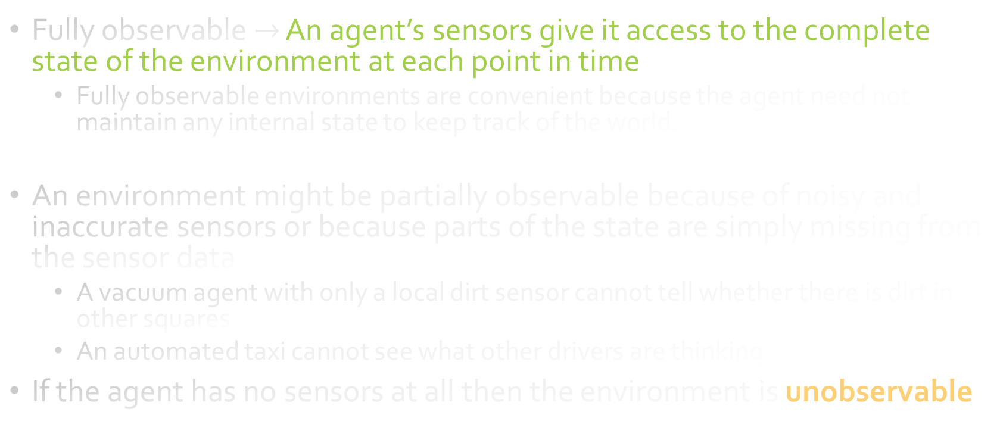 • Fully observable → An agent’s sensors give it access to the complete
state of the environment at each point in time
• Fully observable environments are convenient because the agent need not
maintain any internal state to keep track of the world.
• An environment might be partially observable because of noisy and
inaccurate sensors or because parts of the state are simply missing from
the sensor data
• A vacuum agent with only a local dirt sensor cannot tell whether there is dirt in
other squares
• An automated taxi cannot see what other drivers are thinking.
• If the agent has no sensors at all then the environment is unobservable